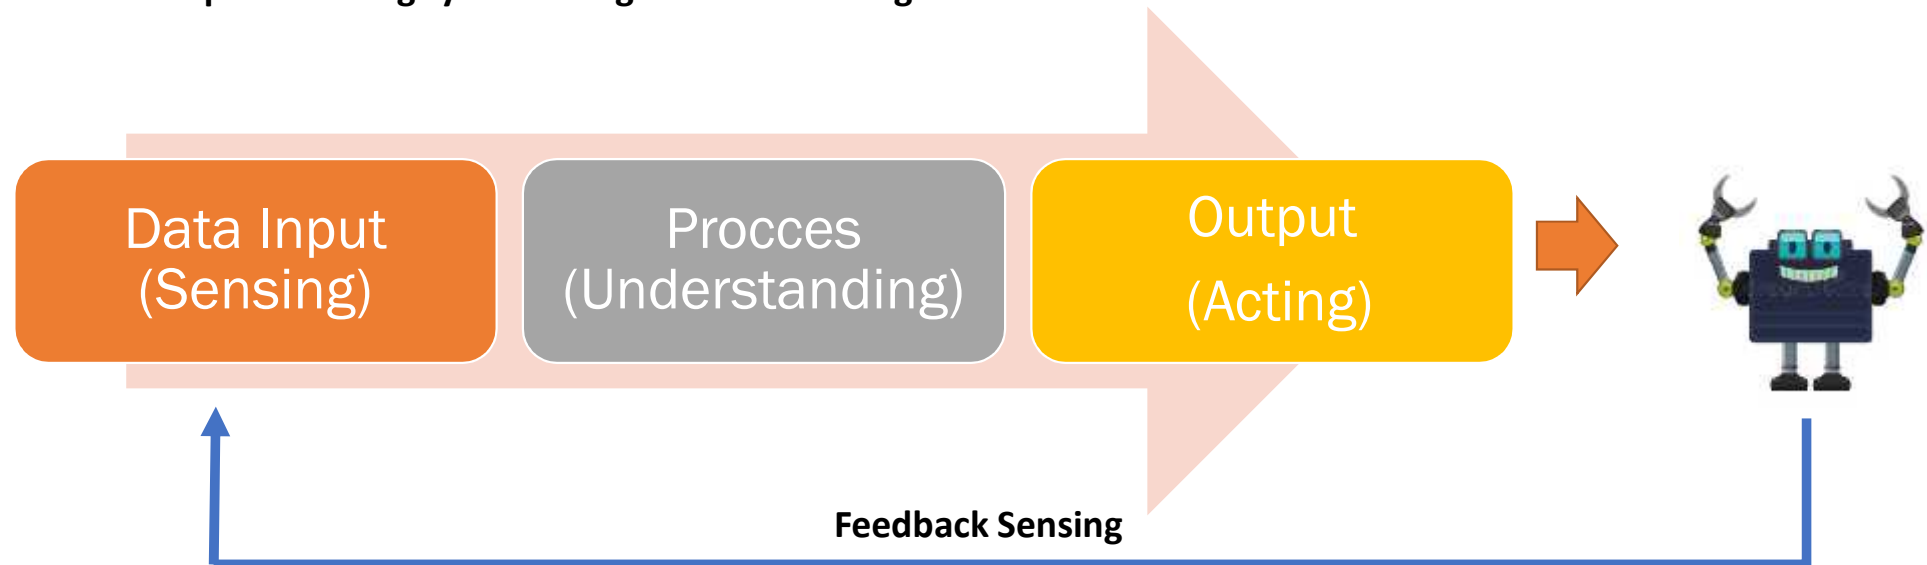 Data Input
(Sensing)
Procces
(Understanding)
Output
(Acting)
Feedback Sensing